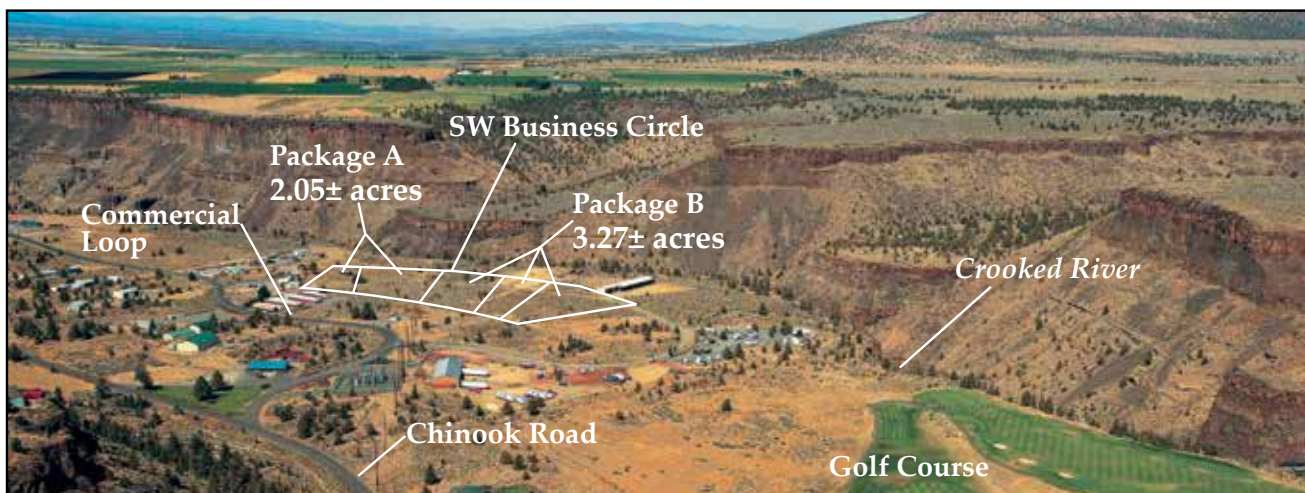 SW Business Circle
Package A
2.05± acres
Package B
3.27± acres
Commercial
Loop
Crooked River
Chinook Road
Golf Course